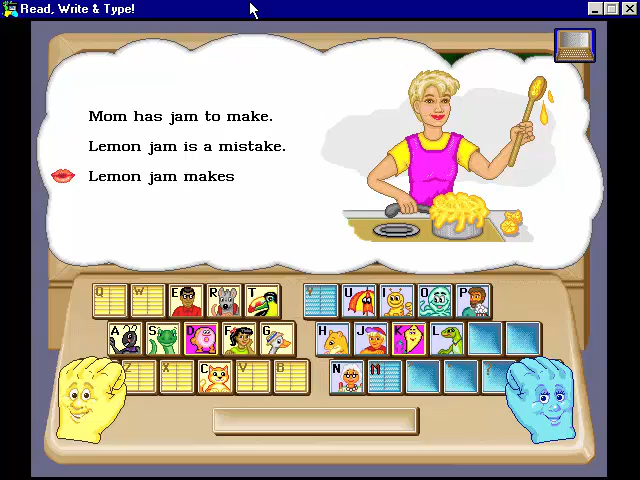 Read, Write & Type!
Mom has jam to make.
Lemon jam is a mistake.
Lemon jam makes
Q W E R T Y U I O P
A S D F G H J K L
Z X C V B N M ?